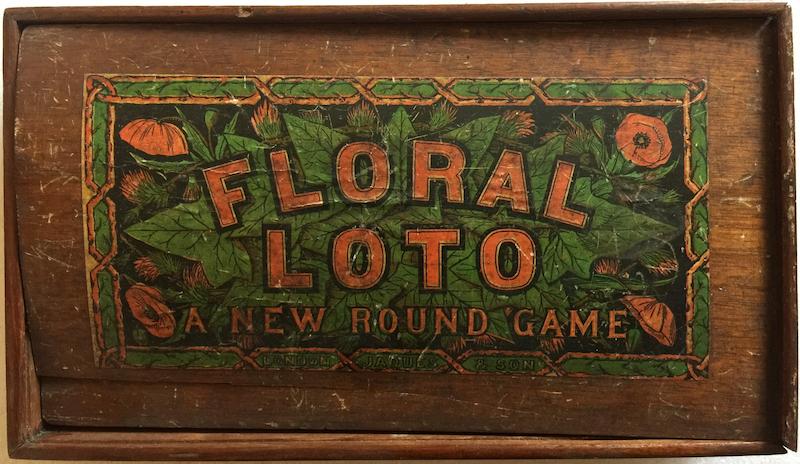 FLORAL
LOTO
A NEW ROUND GAME
LONDON JAQUES & SON